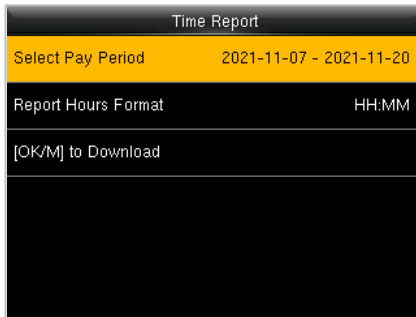 Time Report
Select Pay Period 2021-11-07 - 2021-11-20
Report Hours Format HH:MM
[OK/M] to Download